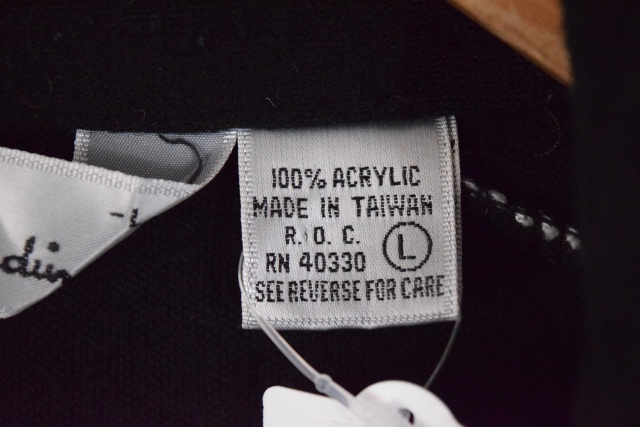 100% ACRYLIC
MADE IN TAIWAN
R. O. C.
L
RN 40330
SEE REVERSE FOR CARE